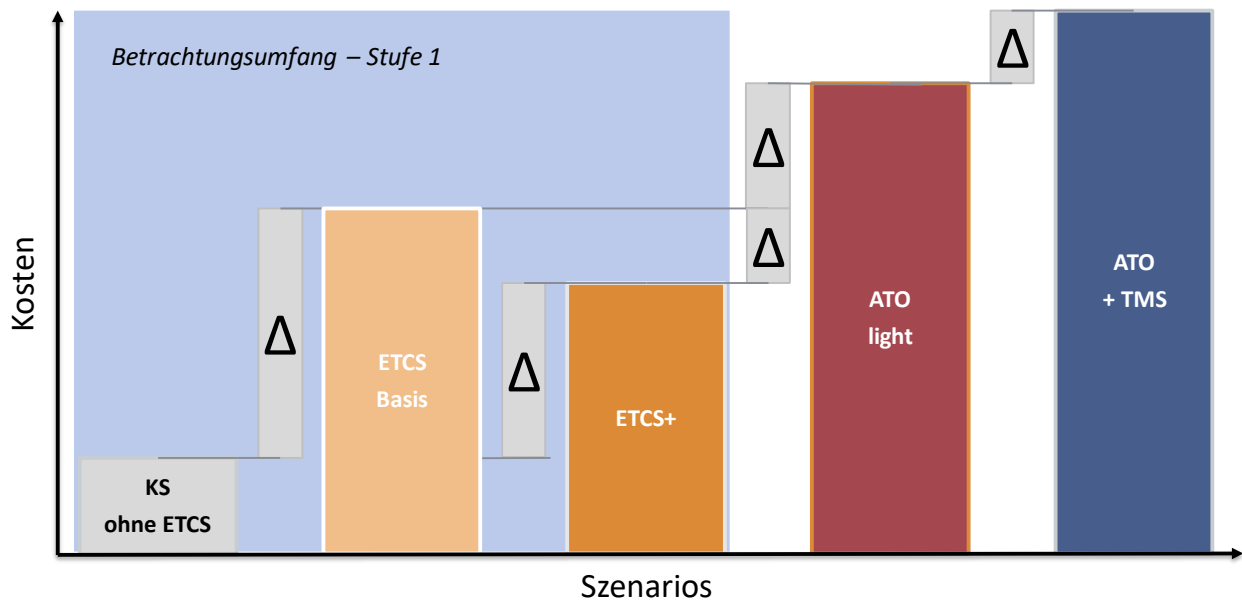 Betrachtungsumfang – Stufe 1
Kosten
KS
ohne ETCS
Δ
ETCS
Basis
Δ
ETCS+
Δ
Δ
ATO
light
Δ
ATO
+ TMS
Szenarios